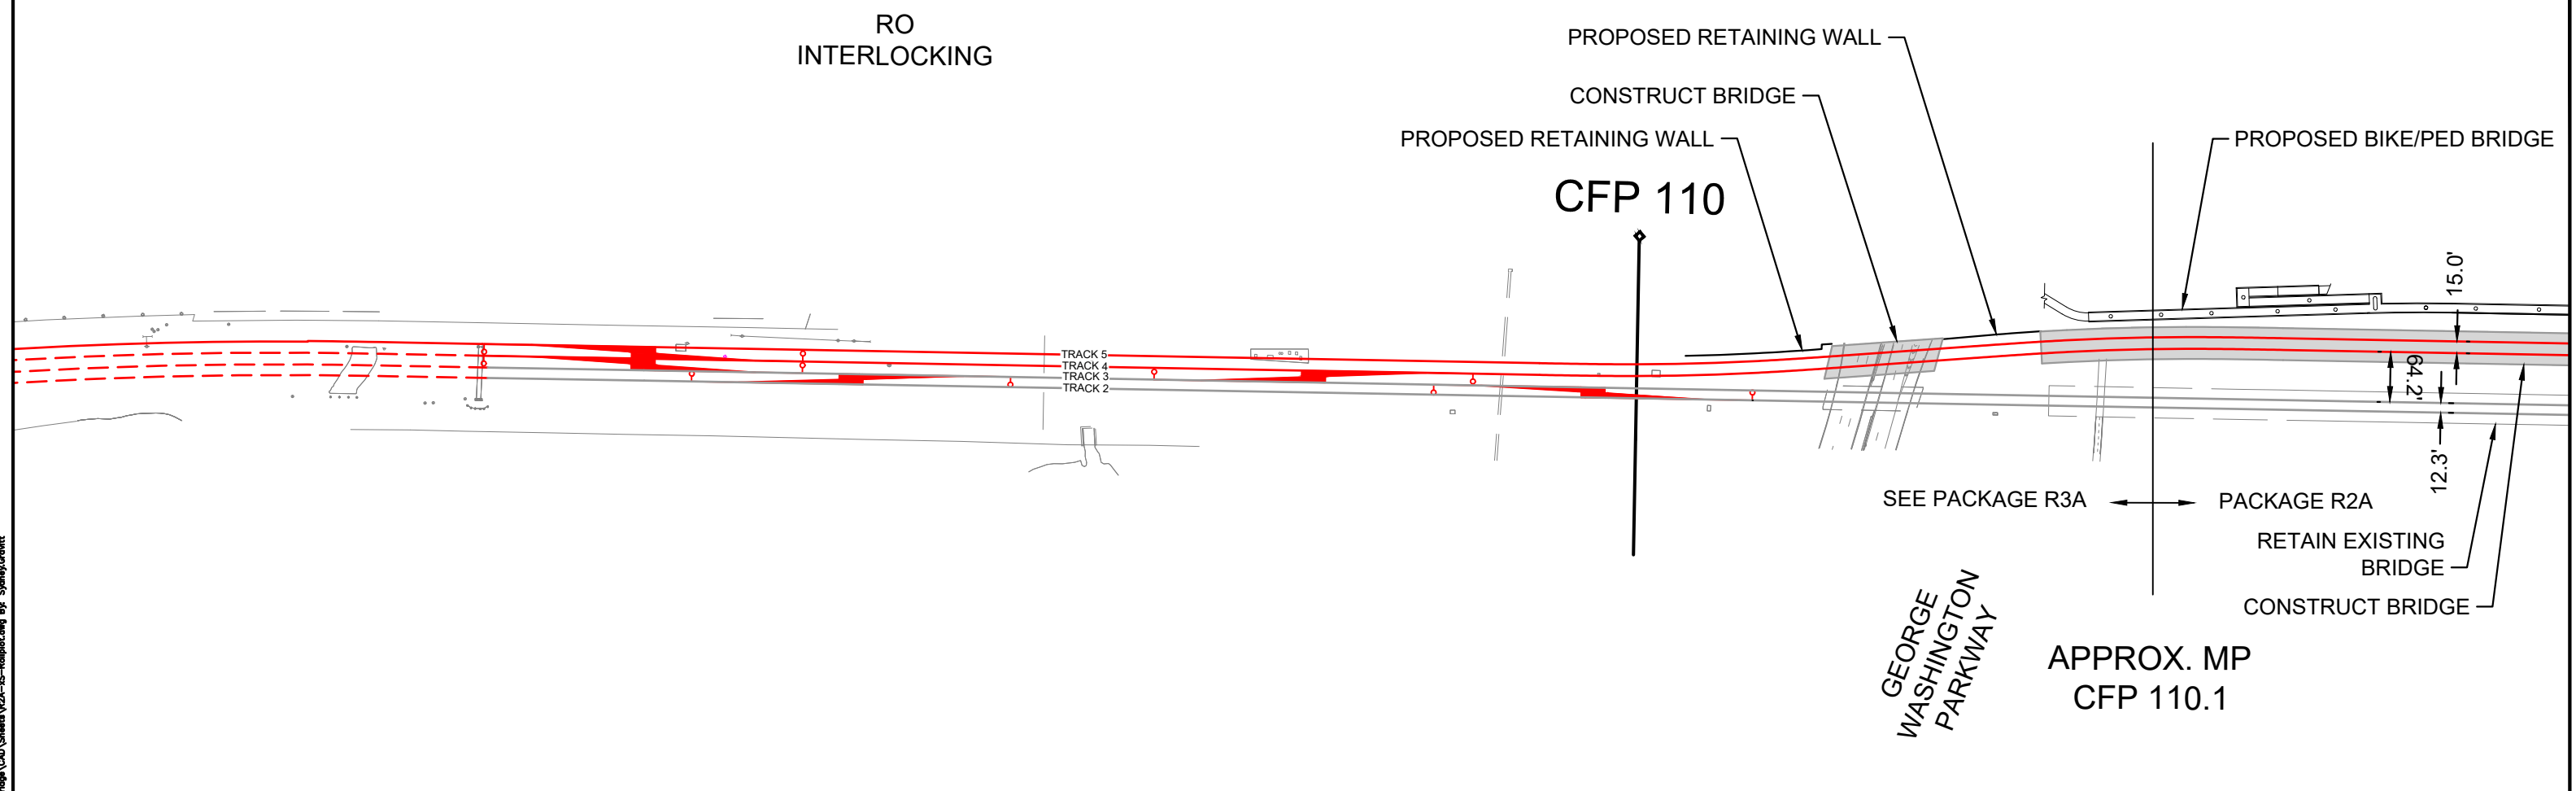 RO
INTERLOCKING
PROPOSED RETAINING WALL
CONSTRUCT BRIDGE
PROPOSED RETAINING WALL
PROPOSED BIKE/PED BRIDGE
CFP 110
15.0'
TRACK 5
TRACK 4
TRACK 3
TRACK 2
64.2'
12.3'
SEE PACKAGE R3A
PACKAGE R2A
RETAIN EXISTING
BRIDGE
CONSTRUCT BRIDGE
GEORGE
WASHINGTON
PARKWAY
APPROX. MP
CFP 110.1